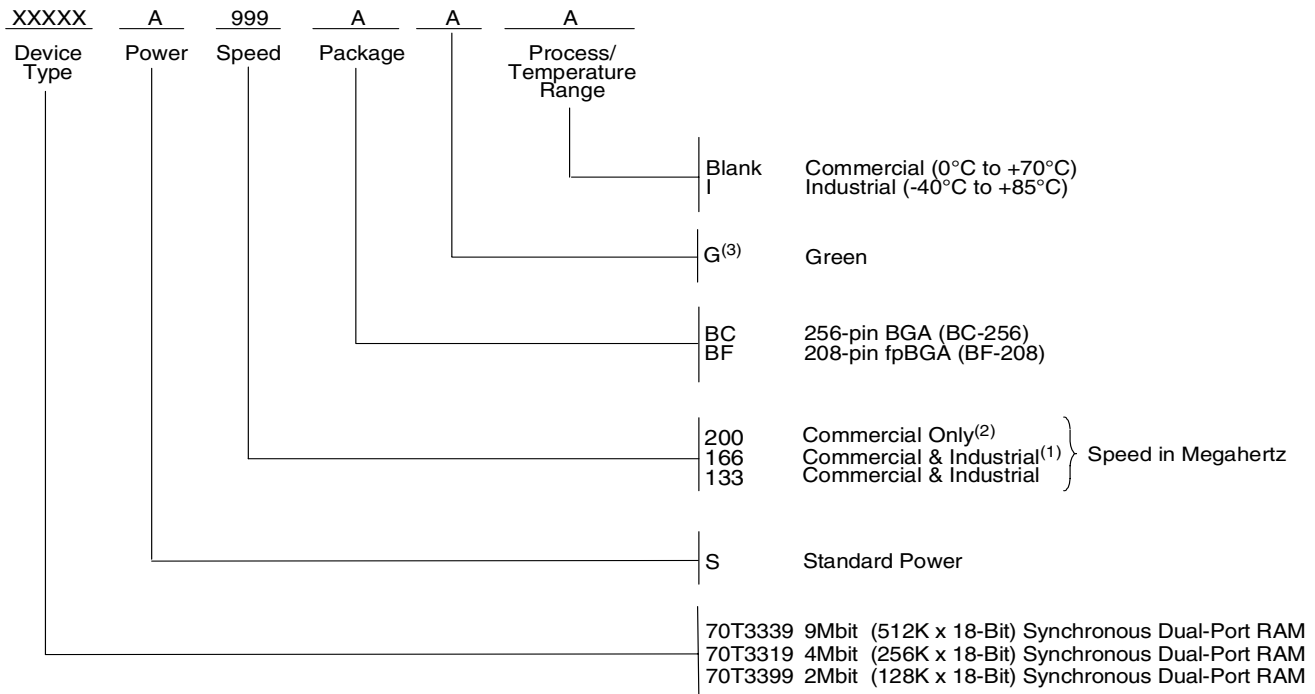 XXXXX A 999 A A A
Device Type Power Speed Package Process/ Temperature Range
Blank Commercial (0°C to +70°C)
I Industrial (-40°C to +85°C)
G(3) Green
BC 256-pin BGA (BC-256)
BF 208-pin fpBGA (BF-208)
200 Commercial Only(2)
166 Commercial & Industrial(1) Speed in Megahertz
133 Commercial & Industrial
S Standard Power
70T3339 9Mbit (512K x 18-Bit) Synchronous Dual-Port RAM
70T3319 4Mbit (256K x 18-Bit) Synchronous Dual-Port RAM
70T3399 2Mbit (128K x 18-Bit) Synchronous Dual-Port RAM